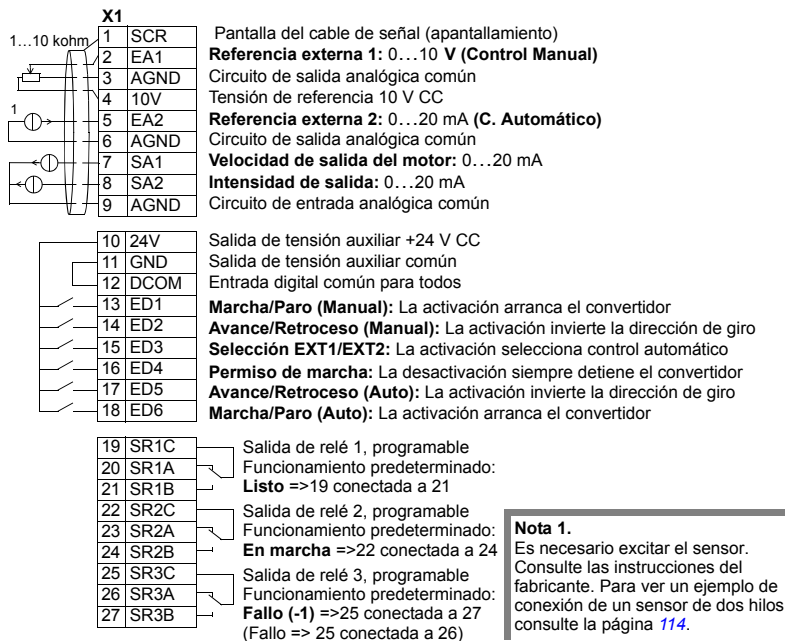 X1
1…10 kohm
1 SCR Pantalla del cable de señal (apantallamiento)
2 EA1 Referencia externa 1: 0…10 V (Control Manual)
3 AGND Circuito de salida analógica común
4 10V Tensión de referencia 10 V CC
1
5 EA2 Referencia externa 2: 0…20 mA (C. Automático)
6 AGND Circuito de salida analógica común
7 SA1 Velocidad de salida del motor: 0…20 mA
8 SA2 Intensidad de salida: 0…20 mA
9 AGND Circuito de entrada analógica común
10 24V Salida de tensión auxiliar +24 V CC
11 GND Salida de tensión auxiliar común
12 DCOM Entrada digital común para todos
13 ED1 Marcha/Paro (Manual): La activación arranca el convertidor
14 ED2 Avance/Retroceso (Manual): La activación invierte la dirección de giro
15 ED3 Selección EXT1/EXT2: La activación selecciona control automático
16 ED4 Permiso de marcha: La desactivación siempre detiene el convertidor
17 ED5 Avance/Retroceso (Auto): La activación invierte la dirección de giro
18 ED6 Marcha/Paro (Auto): La activación arranca el convertidor
19 SR1C Salida de relé 1, programable
20 SR1A Funcionamiento predeterminado:
21 SR1B Listo =>19 conectada a 21
22 SR2C Salida de relé 2, programable
23 SR2A Funcionamiento predeterminado:
24 SR2B En marcha =>22 conectada a 24
25 SR3C Salida de relé 3, programable
26 SR3A Funcionamiento predeterminado:
27 SR3B Fallo (-1) =>25 conectada a 27
(Fallo => 25 conectada a 26)
Nota 1.
Es necesario excitar el sensor.
Consulte las instrucciones del
fabricante. Para ver un ejemplo de
conexión de un sensor de dos hilos
consulte la página 114.